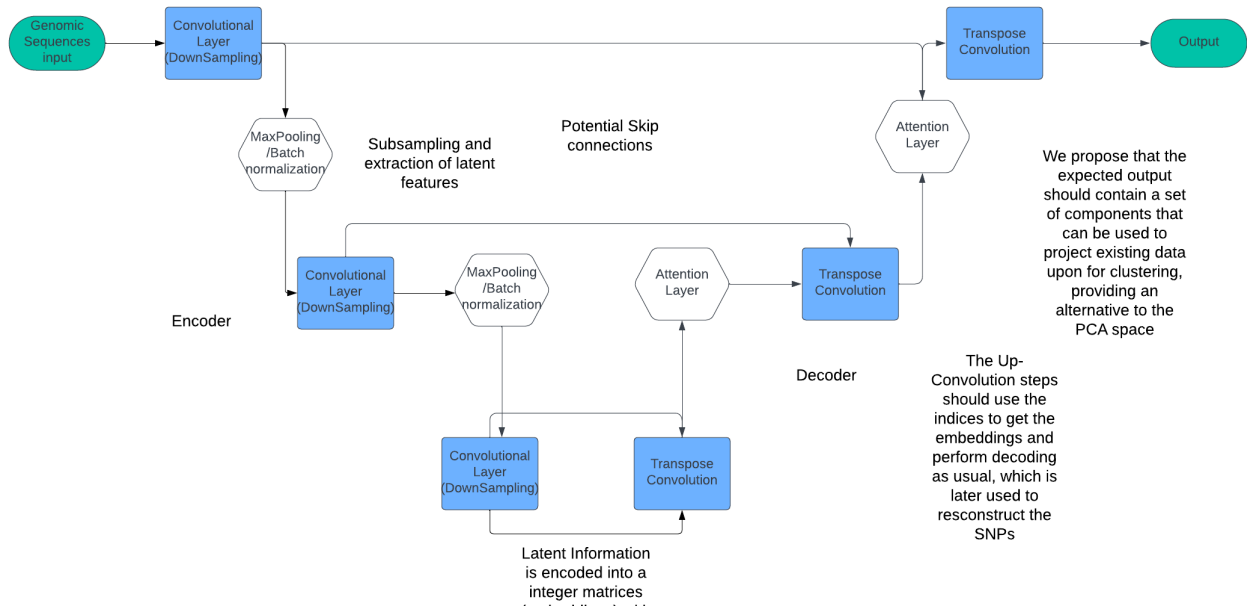 Genomic
Sequences
input
Convolutional
Layer
(DownSampling)
Transpose
Convolution
Output
MaxPooling
/Batch
normalization
Subsampling and
extraction of latent
features
Potential Skip
connections
Attention
Layer
We propose that the
expected output
should contain a set
of components that
can be used to
project existing data
upon for clustering,
providing an
alternative to the
PCA space
Encoder
Convolutional
Layer
(DownSampling)
MaxPooling
/Batch
normalization
Attention
Layer
Transpose
Convolution
Decoder
The Up-
Convolution steps
should use the
indices to get the
embeddings and
perform decoding
as usual, which is
later used to
resconstruct the
SNPs
Convolutional
Layer
(DownSampling)
Transpose
Convolution
Latent Information
is encoded into a
integer matrices